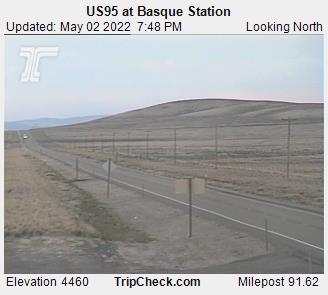 US95 at Basque Station
Updated: May 02 2022 7:48 PM Looking North
Elevation 4460 TripCheck.com Milepost 91.62